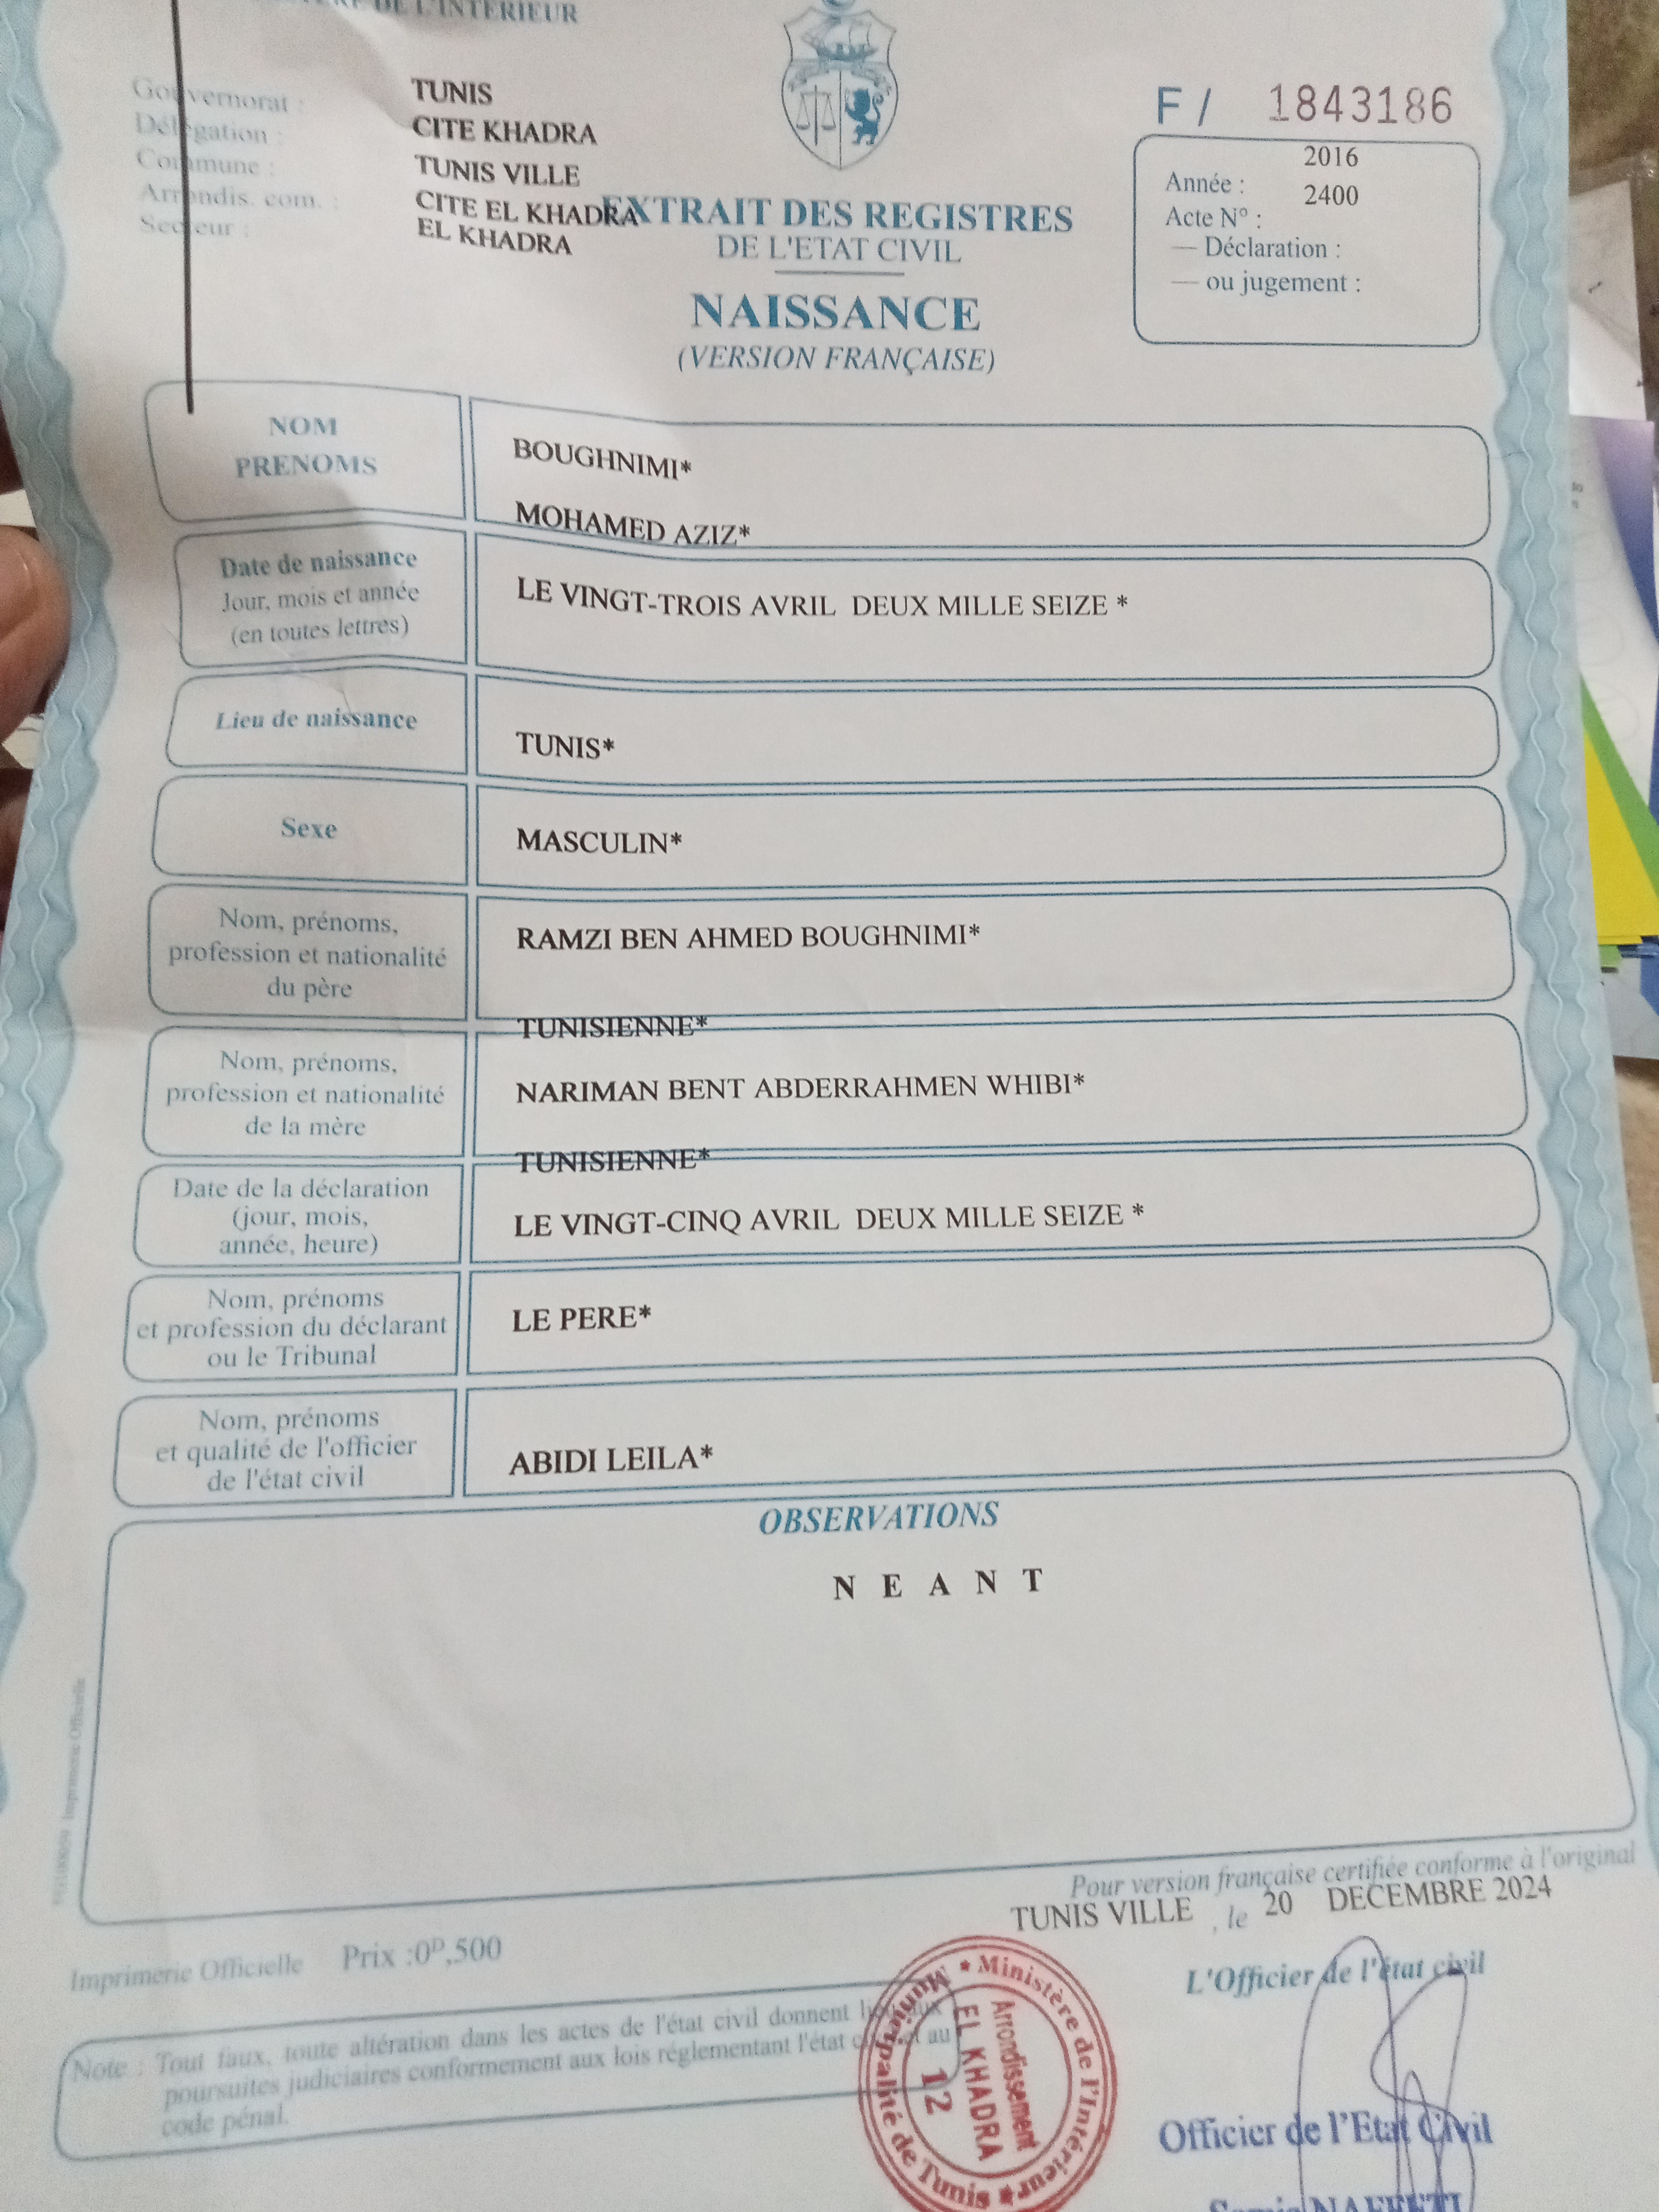 DE L'INTERIEUR
Gouvernorat : TUNIS
Délégation : CITE KHADRA
Commune : TUNIS VILLE
Arrondis. com. : CITE EL KHADRA
Secteur : EL KHADRA
F / 1843186
2016
Année :
2400
Acte N° :
— Déclaration :
— ou jugement :
EXTRAIT DES REGISTRES
DE L'ETAT CIVIL
NAISSANCE
(VERSION FRANÇAISE)
NOM
PRENOMS
BOUGHNIMI*
MOHAMED AZIZ*
Date de naissance
Jour, mois et année
(en toutes lettres)
LE VINGT-TROIS AVRIL DEUX MILLE SEIZE *
Lieu de naissance
TUNIS*
Sexe
MASCULIN*
Nom, prénoms,
profession et nationalité
du père
RAMZI BEN AHMED BOUGHNIMI*
TUNISIENNE*
Nom, prénoms,
profession et nationalité
de la mère
NARIMAN BENT ABDERRAHMEN WHIBI*
TUNISIENNE*
Date de la déclaration
(jour, mois,
année, heure)
LE VINGT-CINQ AVRIL DEUX MILLE SEIZE *
Nom, prénoms
et profession du déclarant
ou le Tribunal
LE PERE*
Nom, prénoms
et qualité de l'officier
de l'état civil
ABIDI LEILA*
OBSERVATIONS
N E A N T
Imprimerie Officielle
Pour version française certifiée conforme à l'original
TUNIS VILLE , le 20 DECEMBRE 2024
Imprimerie Officielle Prix :0D,500
L'Officier de l'état civil
Note : Tout faux, toute altération dans les actes de l'état civil donnent lieu aux
poursuites judiciaires conformement aux lois réglementant l'état civil et au
code pénal.
Ministère de l'Intérieur
Municipalité de Tunis
Arrondissement
EL KHADRA
12
Officier de l'Etat Civil